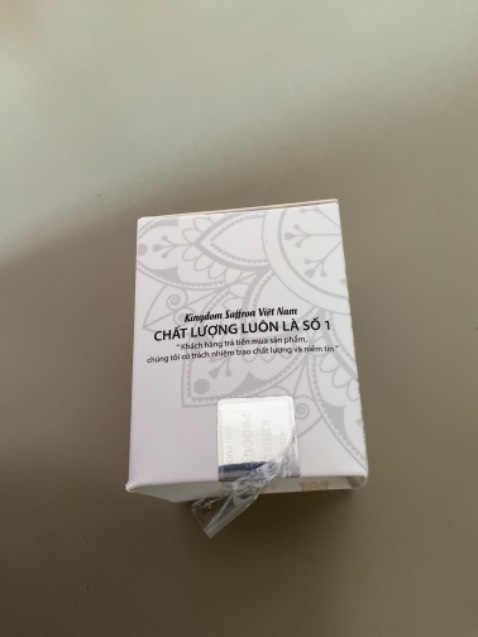 Kingdom Saffron Việt Nam
CHẤT LƯỢNG LUÔN LÀ SỐ 1
" Khách hàng trả tiền mua sản phẩm,
chúng tôi có trách nhiệm trao chất lượng và niềm tin "